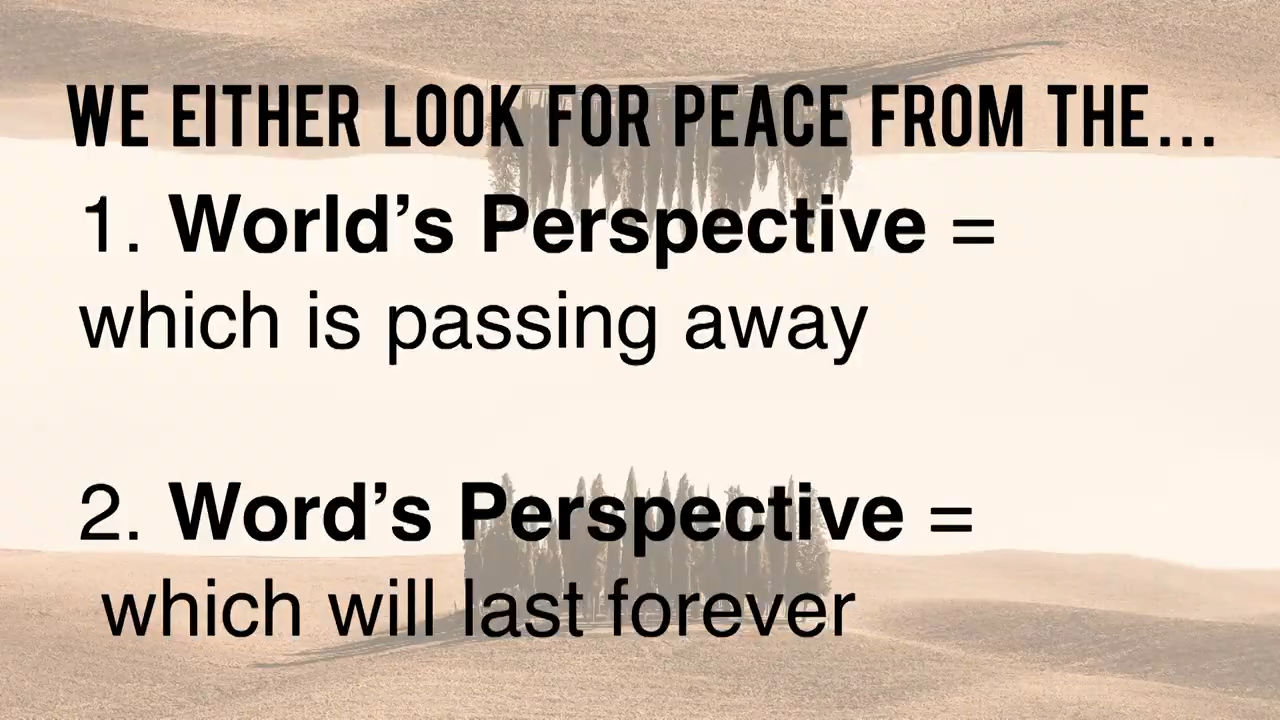 WE EITHER LOOK FOR PEACE FROM THE...
1. World’s Perspective =
which is passing away
2. Word’s Perspective =
which will last forever